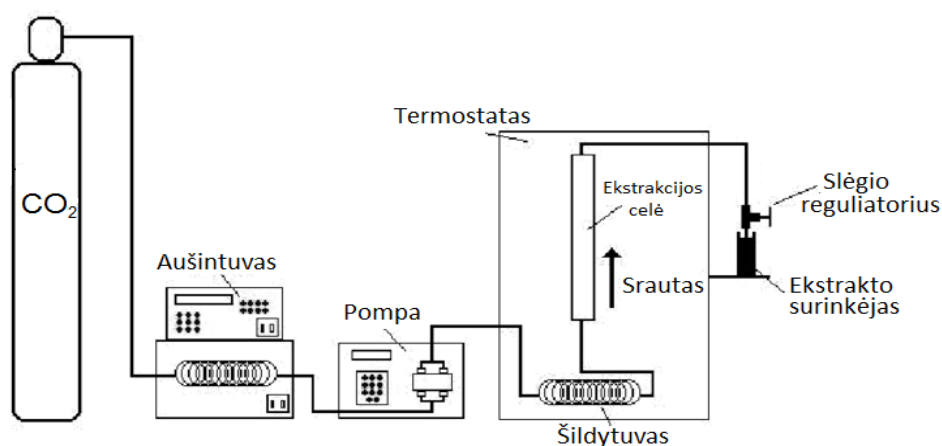 Termostatas
CO₂
Ekstrakcijos
celė
Slėgio
reguliatorius
Aušintuvas
Srautas
Ekstrakto
surinkėjas
Pompa
Šildytuvas